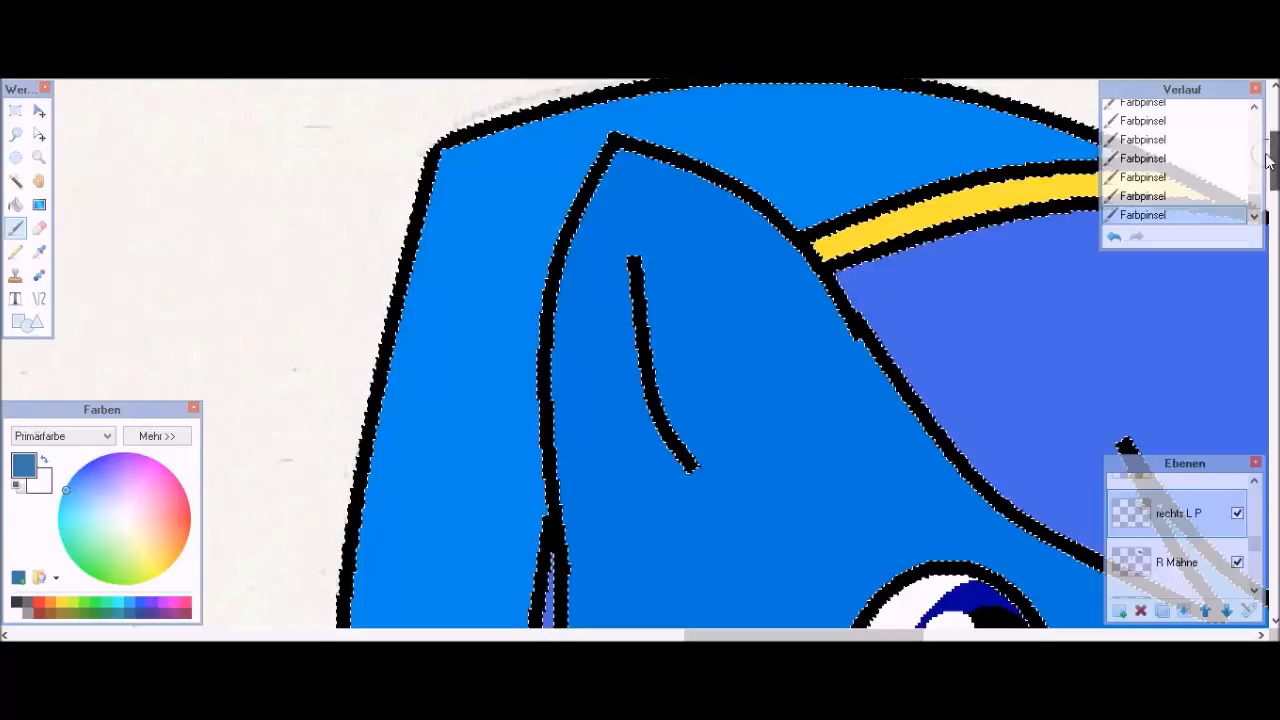 Wer...
Verlauf
Farbpinsel
Farbpinsel
Farbpinsel
Farbpinsel
Farbpinsel
Farbpinsel
Farbpinsel
Farben
Primärfarbe
Mehr >>
Ebenen
rechts L P
R Mähne